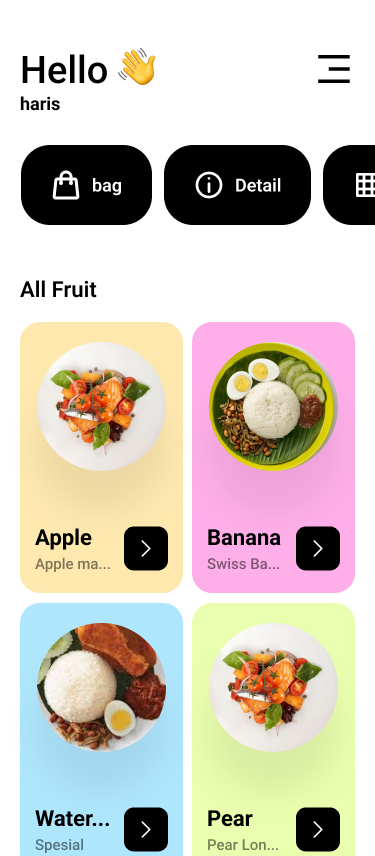 Hello 👋
haris
bag
Detail
All Fruit
Apple
Apple ma...
Banana
Swiss Ba...
Water...
Spesial
Pear
Pear Lon...